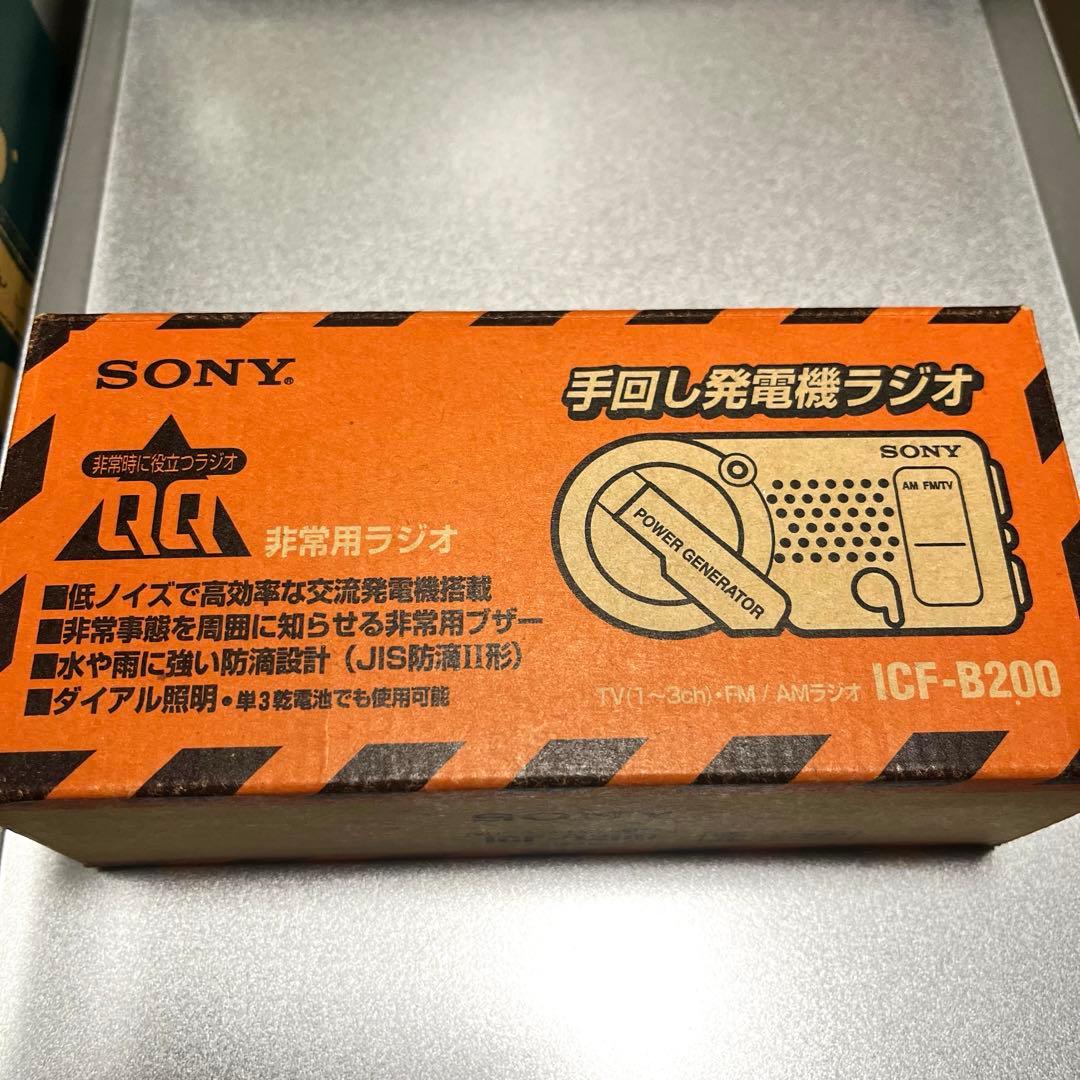 SONY®
手回し発電機ラジオ
非常時に役立つラジオ
QQ
非常用ラジオ
■低ノイズで高効率な交流発電機搭載
■非常事態を周囲に知らせる非常用ブザー
■水や雨に強い防滴設計（JIS防滴II形）
■ダイアル照明・単3乾電池でも使用可能
SONY
AM FM/TV
POWER GENERATOR
TV(1～3ch)・FM / AMラジオ ICF-B200
SONY